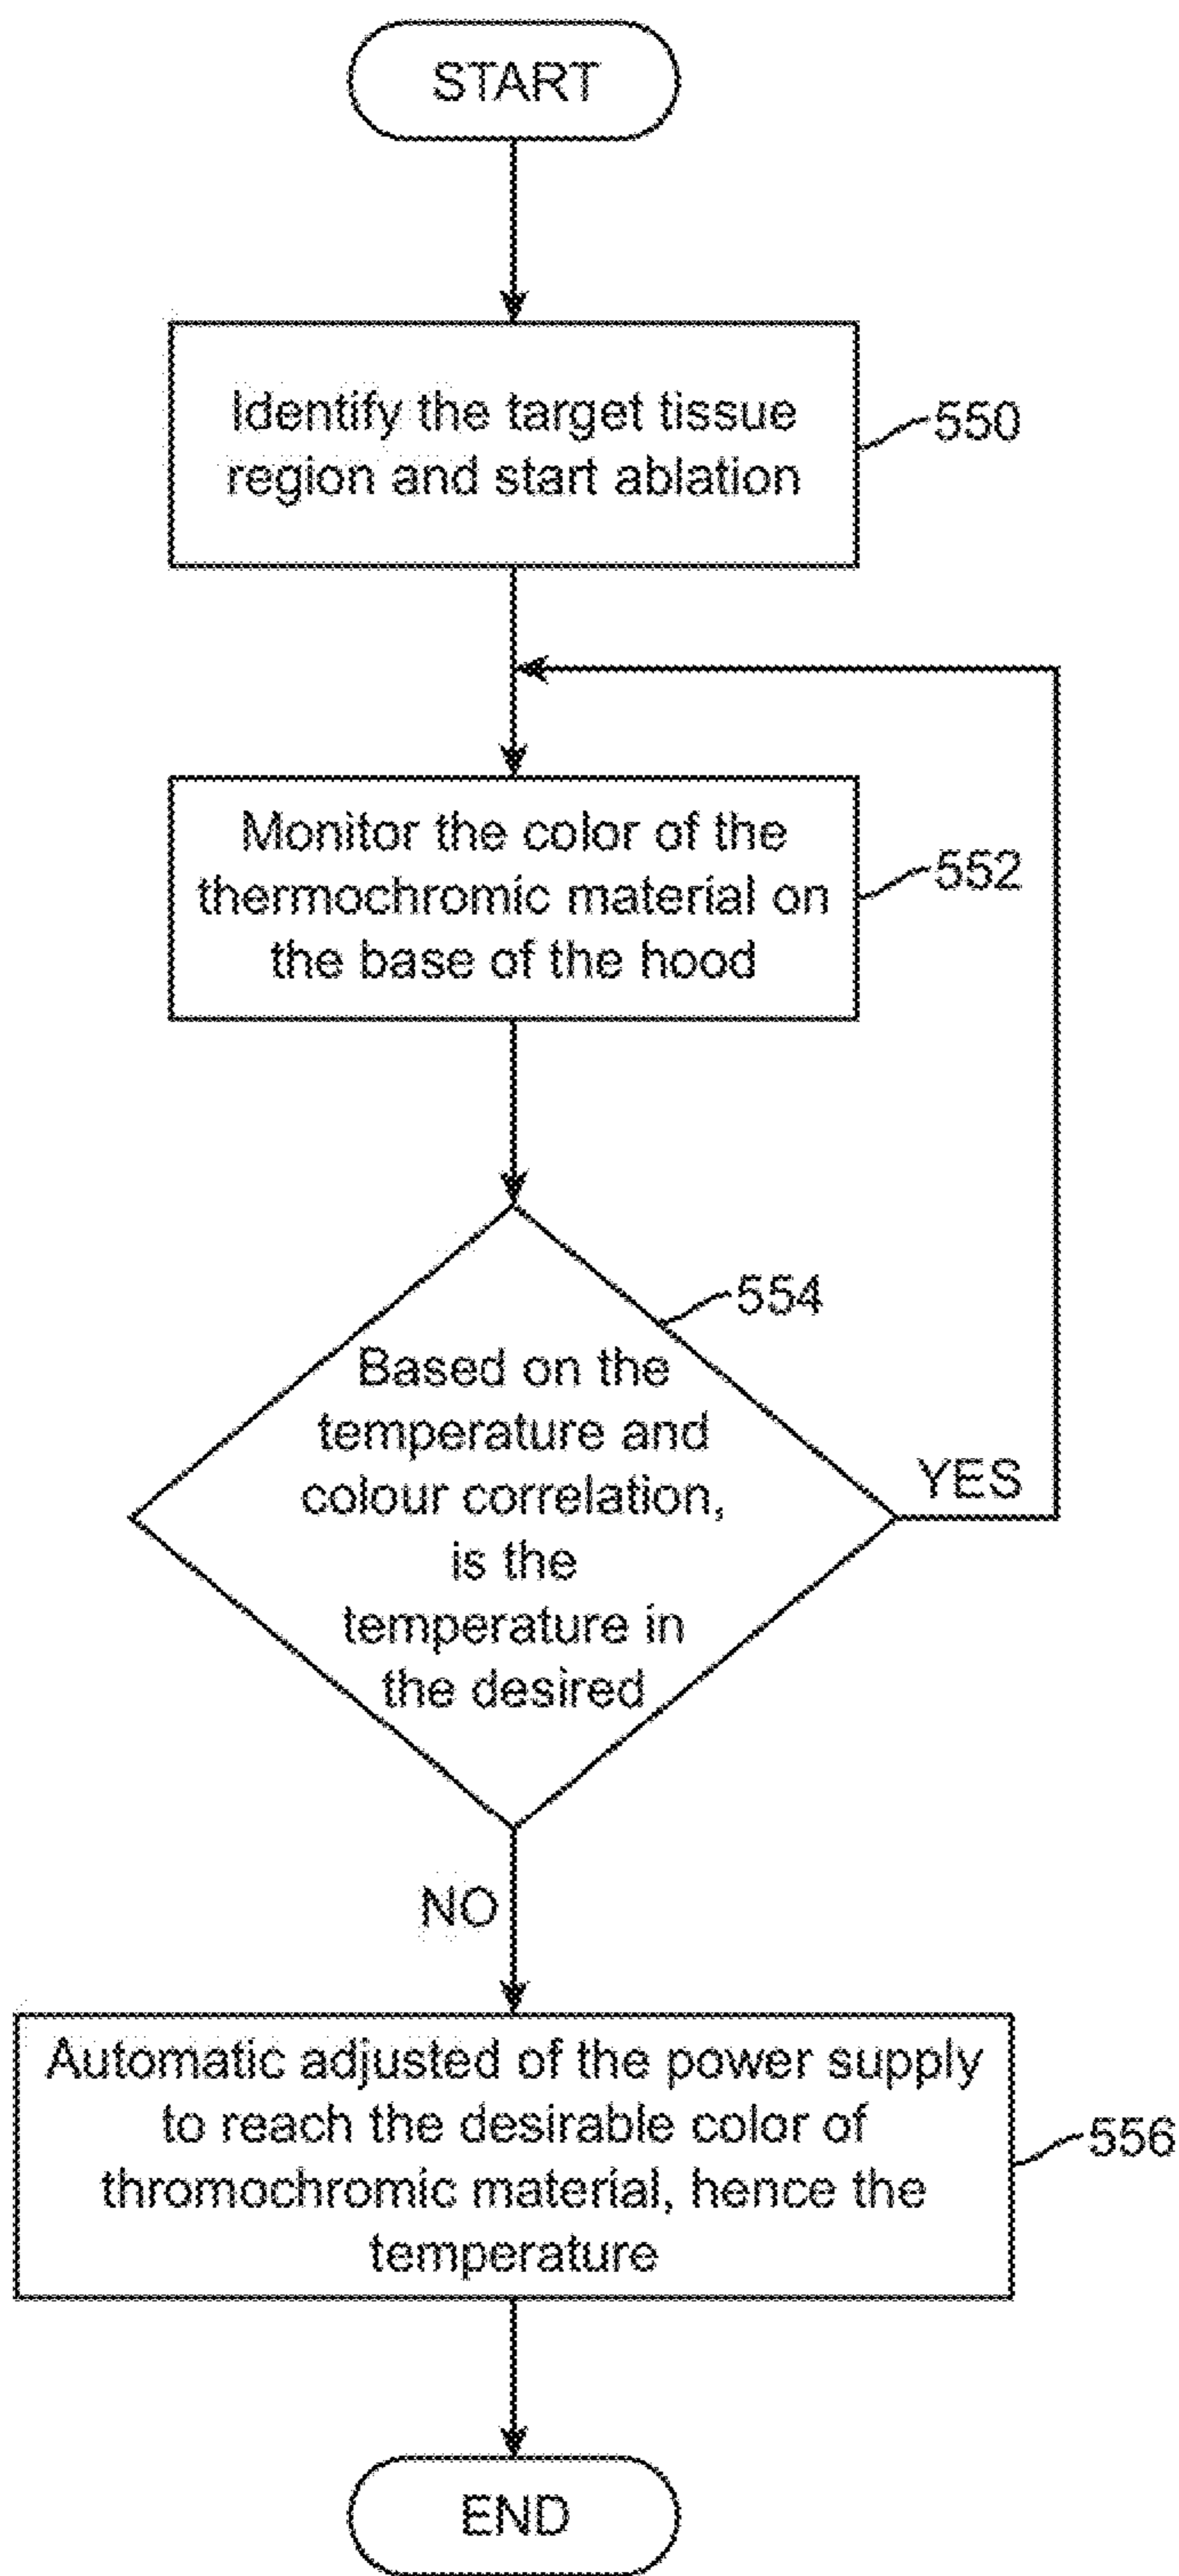 START
Identify the target tissue
region and start ablation
550
Monitor the color of the
thermochromic material on
the base of the hood
552
554
Based on the
temperature and
colour correlation,
is the
temperature in
the desired
YES
NO
Automatic adjusted of the power supply
to reach the desirable color of
thromochromic material, hence the
temperature
556
END